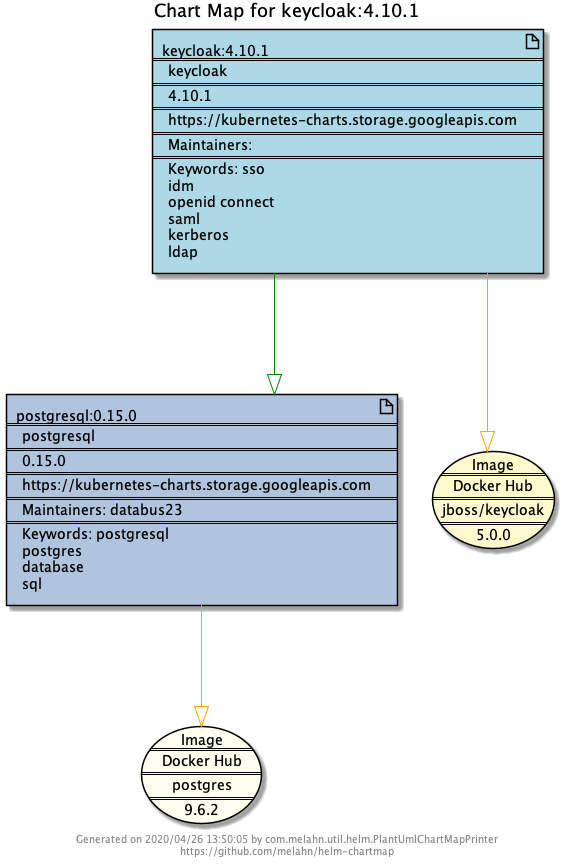 Chart Map for keycloak:4.10.1
keycloak:4.10.1
keycloak
4.10.1
https://kubernetes-charts.storage.googleapis.com
Maintainers:
Keywords: sso
idm
openid connect
saml
kerberos
ldap
postgresql:0.15.0
postgresql
0.15.0
https://kubernetes-charts.storage.googleapis.com
Maintainers: databus23
Keywords: postgresql
postgres
database
sql
Image
Docker Hub
jboss/keycloak
5.0.0
Image
Docker Hub
postgres
9.6.2
Generated on 2020/04/26 13:50:05 by com.melahn.util.helm.PlantUmlChartMapPrinter
https://github.com/melahn/helm-chartmap